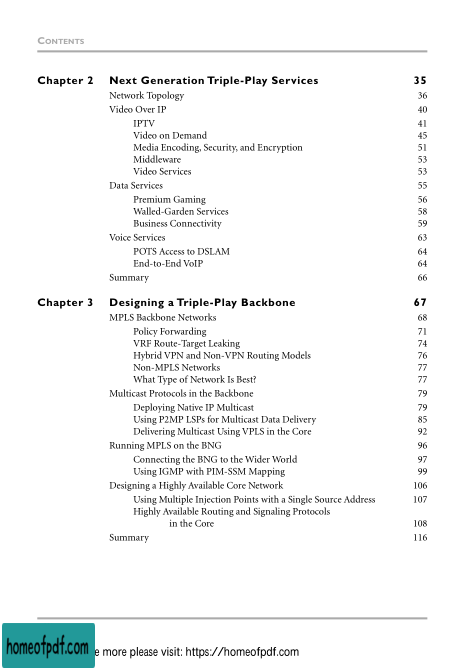 CONTENTS
Chapter 2 Next Generation Triple-Play Services 35
Network Topology 36
Video Over IP 40
IPTV 41
Video on Demand 45
Media Encoding, Security, and Encryption 51
Middleware 53
Video Services 53
Data Services 55
Premium Gaming 56
Walled-Garden Services 58
Business Connectivity 59
Voice Services 63
POTS Access to DSLAM 64
End-to-End VoIP 64
Summary 66
Chapter 3 Designing a Triple-Play Backbone 67
MPLS Backbone Networks 68
Policy Forwarding 71
VRF Route-Target Leaking 74
Hybrid VPN and Non-VPN Routing Models 76
Non-MPLS Networks 77
What Type of Network Is Best? 77
Multicast Protocols in the Backbone 79
Deploying Native IP Multicast 79
Using P2MP LSPs for Multicast Data Delivery 85
Delivering Multicast Using VPLS in the Core 92
Running MPLS on the BNG 96
Connecting the BNG to the Wider World 97
Using IGMP with PIM-SSM Mapping 99
Designing a Highly Available Core Network 106
Using Multiple Injection Points with a Single Source Address 107
Highly Available Routing and Signaling Protocols
in the Core 108
Summary 116
homeofpdf.com
e more please visit: https://homeofpdf.com